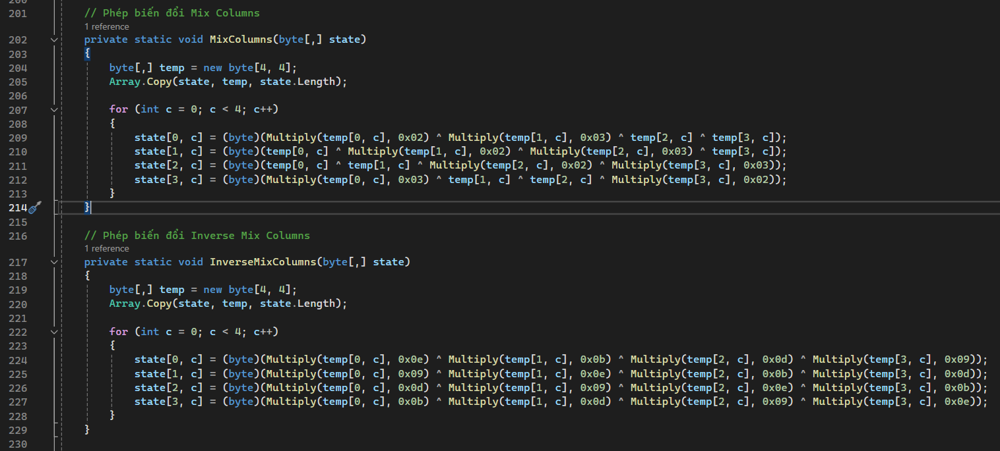 200
201 // Phép biến đổi Mix Columns
1 reference
202 private static void MixColumns(byte[,] state)
203 {
204 byte[,] temp = new byte[4, 4];
205 Array.Copy(state, temp, state.Length);
206
207 for (int c = 0; c < 4; c++)
208 {
209 state[0, c] = (byte)(Multiply(temp[0, c], 0x02) ^ Multiply(temp[1, c], 0x03) ^ temp[2, c] ^ temp[3, c]);
210 state[1, c] = (byte)(temp[0, c] ^ Multiply(temp[1, c], 0x02) ^ Multiply(temp[2, c], 0x03) ^ temp[3, c]);
211 state[2, c] = (byte)(temp[0, c] ^ temp[1, c] ^ Multiply(temp[2, c], 0x02) ^ Multiply(temp[3, c], 0x03));
212 state[3, c] = (byte)(Multiply(temp[0, c], 0x03) ^ temp[1, c] ^ temp[2, c] ^ Multiply(temp[3, c], 0x02));
213 }
214 }
215
216 // Phép biến đổi Inverse Mix Columns
1 reference
217 private static void InverseMixColumns(byte[,] state)
218 {
219 byte[,] temp = new byte[4, 4];
220 Array.Copy(state, temp, state.Length);
221
222 for (int c = 0; c < 4; c++)
223 {
224 state[0, c] = (byte)(Multiply(temp[0, c], 0x0e) ^ Multiply(temp[1, c], 0x0b) ^ Multiply(temp[2, c], 0x0d) ^ Multiply(temp[3, c], 0x09));
225 state[1, c] = (byte)(Multiply(temp[0, c], 0x09) ^ Multiply(temp[1, c], 0x0e) ^ Multiply(temp[2, c], 0x0b) ^ Multiply(temp[3, c], 0x0d));
226 state[2, c] = (byte)(Multiply(temp[0, c], 0x0d) ^ Multiply(temp[1, c], 0x09) ^ Multiply(temp[2, c], 0x0e) ^ Multiply(temp[3, c], 0x0b));
227 state[3, c] = (byte)(Multiply(temp[0, c], 0x0b) ^ Multiply(temp[1, c], 0x0d) ^ Multiply(temp[2, c], 0x09) ^ Multiply(temp[3, c], 0x0e));
228 }
229 }
230